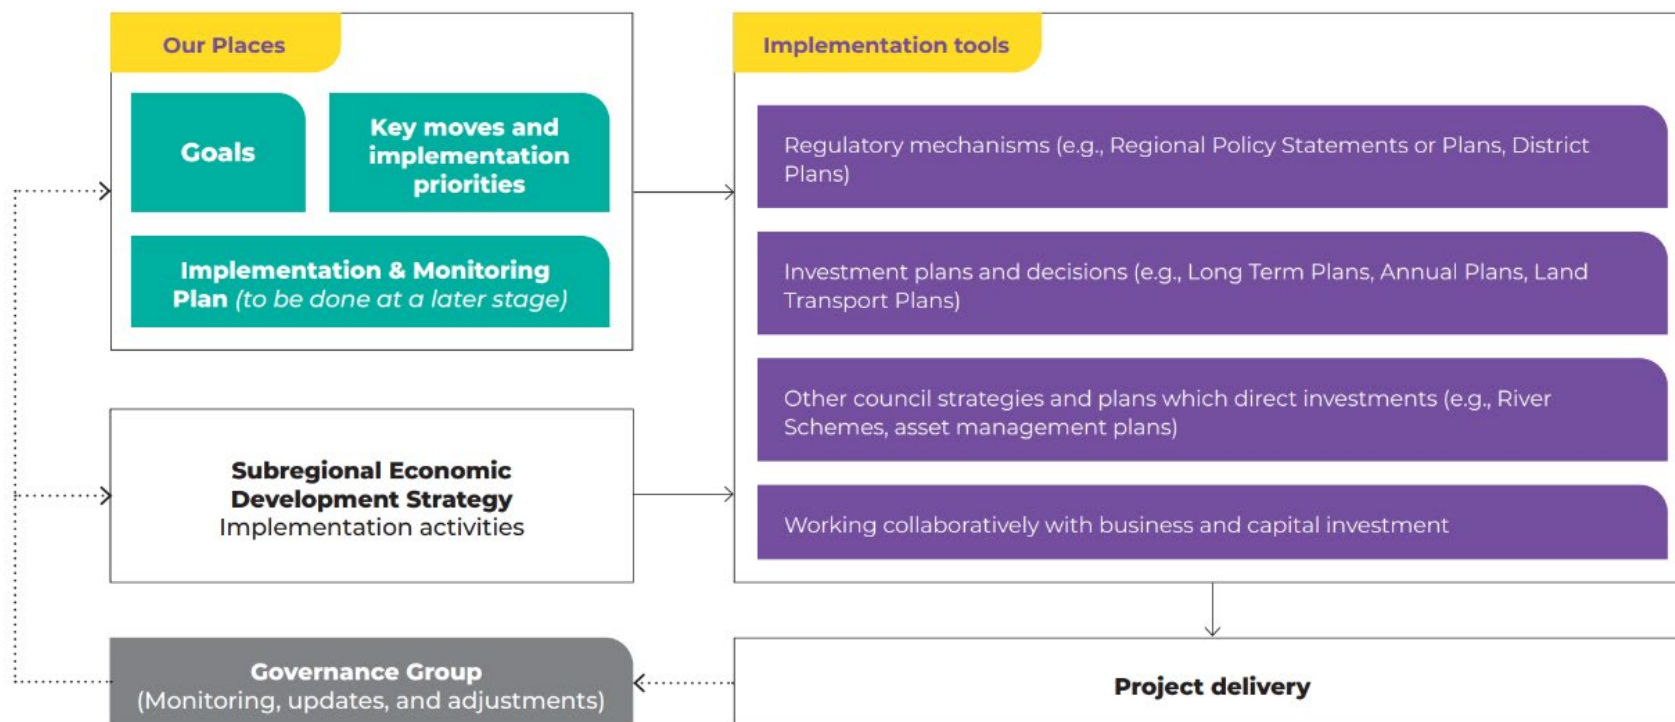 Our Places
Goals
Key moves and
implementation
priorities
Implementation & Monitoring
Plan (to be done at a later stage)
Subregional Economic
Development Strategy
Implementation activities
Governance Group
(Monitoring, updates, and adjustments)
Implementation tools
Regulatory mechanisms (e.g., Regional Policy Statements or Plans, District
Plans)
Investment plans and decisions (e.g., Long Term Plans, Annual Plans, Land
Transport Plans)
Other council strategies and plans which direct investments (e.g., River
Schemes, asset management plans)
Working collaboratively with business and capital investment
Project delivery